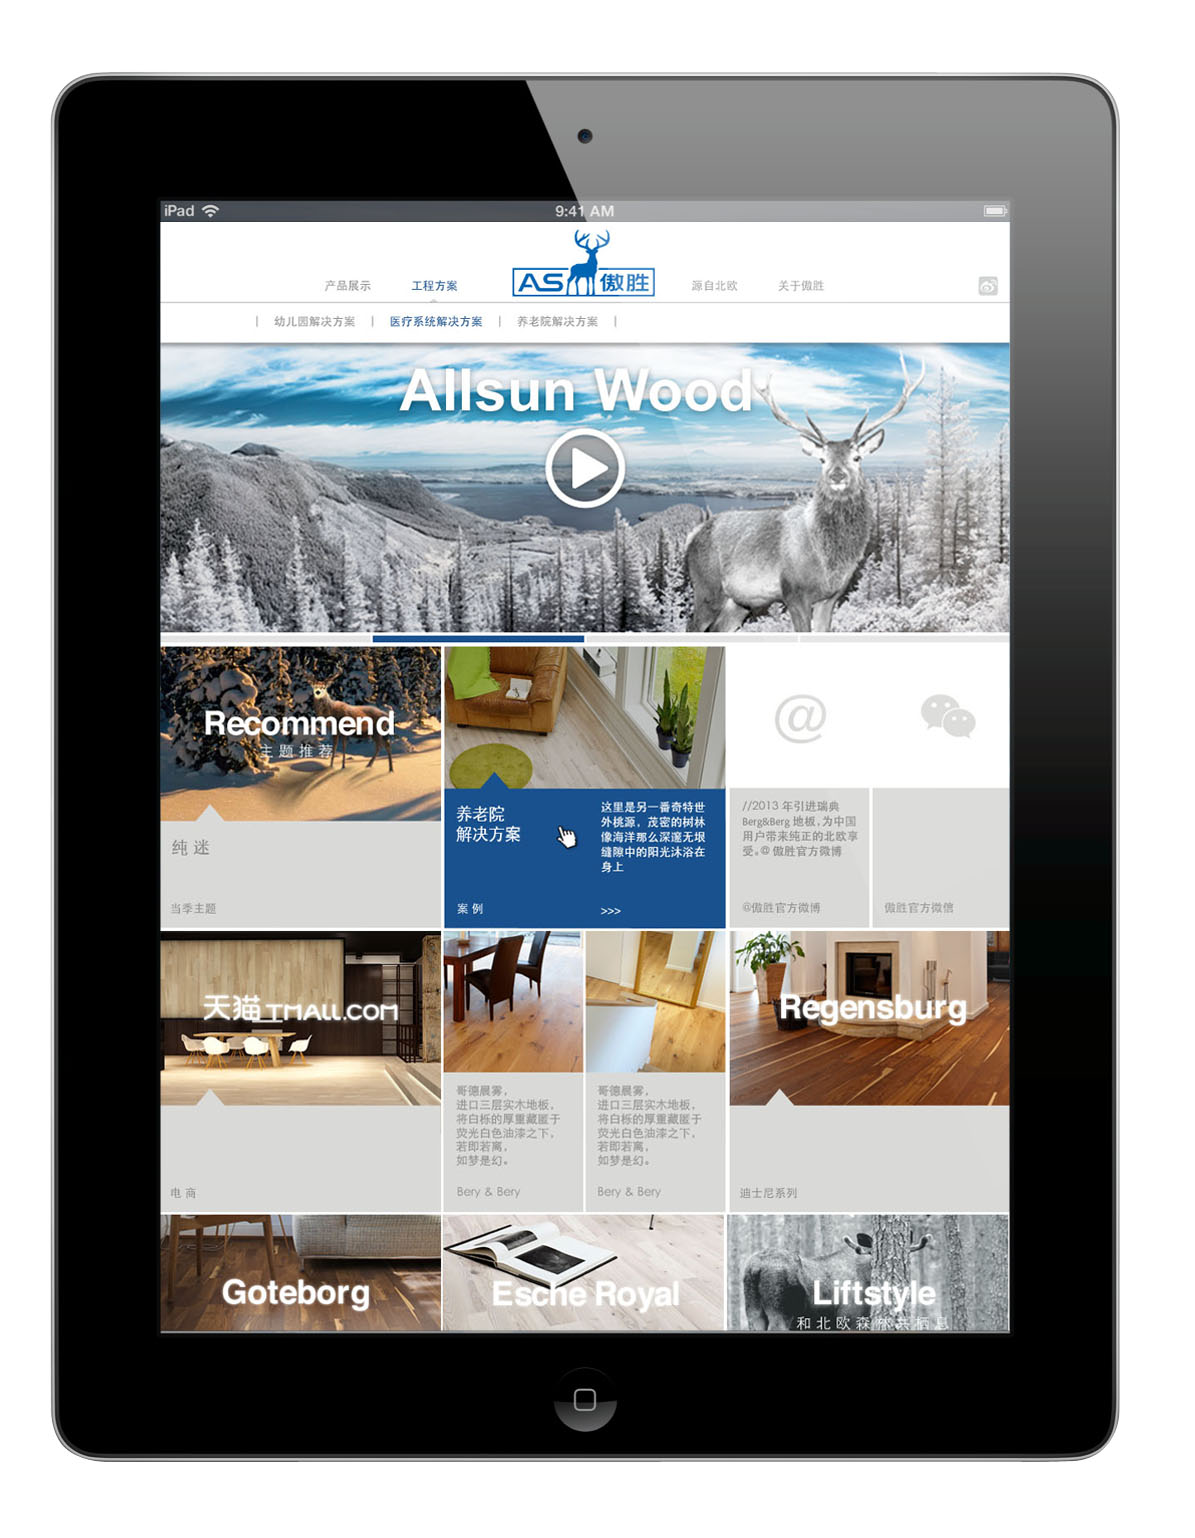 iPad
9:41 AM
产品展示
工程方案
AS 傲胜
源自北欧
关于傲胜
| 幼儿园解决方案 | 医疗系统解决方案 | 养老院解决方案 |
Allsun Wood
Recommend
主题推荐
纯迷
当季主题
养老院
解决方案
案例
这里是另一番奇特世
外桃源，茂密的树林
像海洋那么深邃无垠
缝隙中的阳光沐浴在
身上
>>>
@
//2013 年引进瑞典
Berg&Berg 地板，为中国
用户带来纯正的北欧享
受。@ 傲胜官方微博
@傲胜官方微博
傲胜官方微信
天猫 TMALL.COM
电商
哥德晨雾，
进口三层实木地板，
将白栎的厚重藏匿于
荧光白色油漆之下，
若即若离，
如梦是幻。
Bery & Bery
哥德晨雾，
进口三层实木地板，
将白栎的厚重藏匿于
荧光白色油漆之下，
若即若离，
如梦是幻。
Bery & Bery
Regensburg
迪士尼系列
Goteborg
Esche Royal
Liftstyle
和北欧森林共栖息